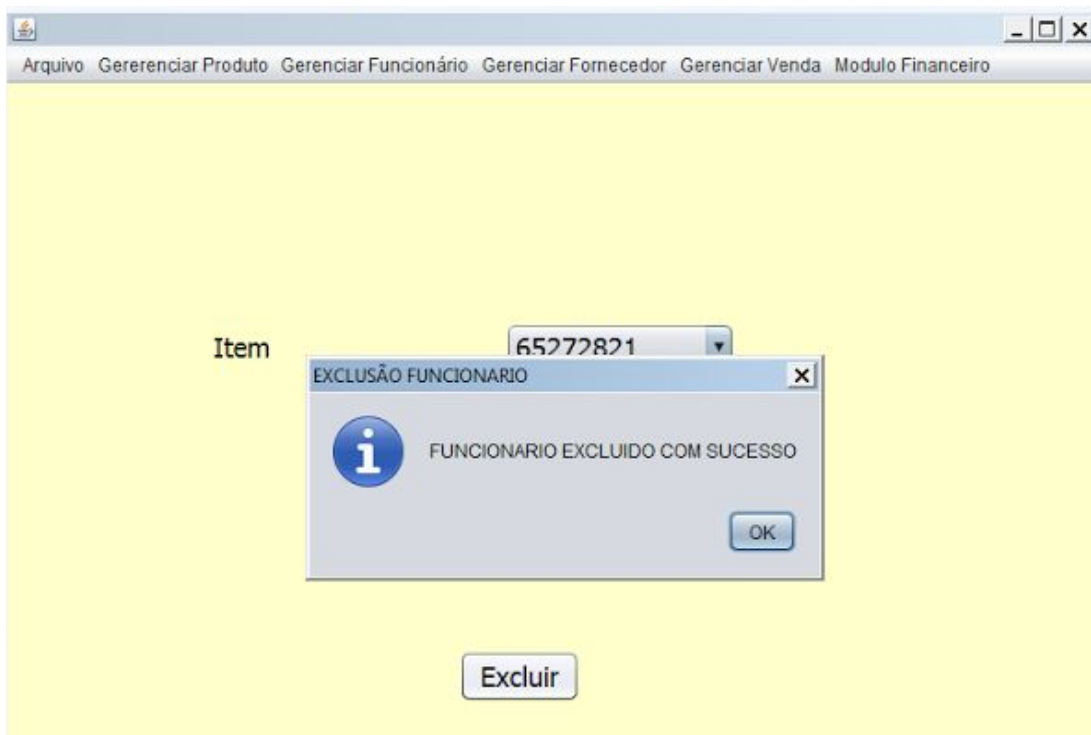 Arquivo Gererenciar Produto Gerenciar Funcionário Gerenciar Fornecedor Gerenciar Venda Modulo Financeiro
Item 65272821
EXCLUSÃO FUNCIONARIO
FUNCIONARIO EXCLUIDO COM SUCESSO
OK
Excluir